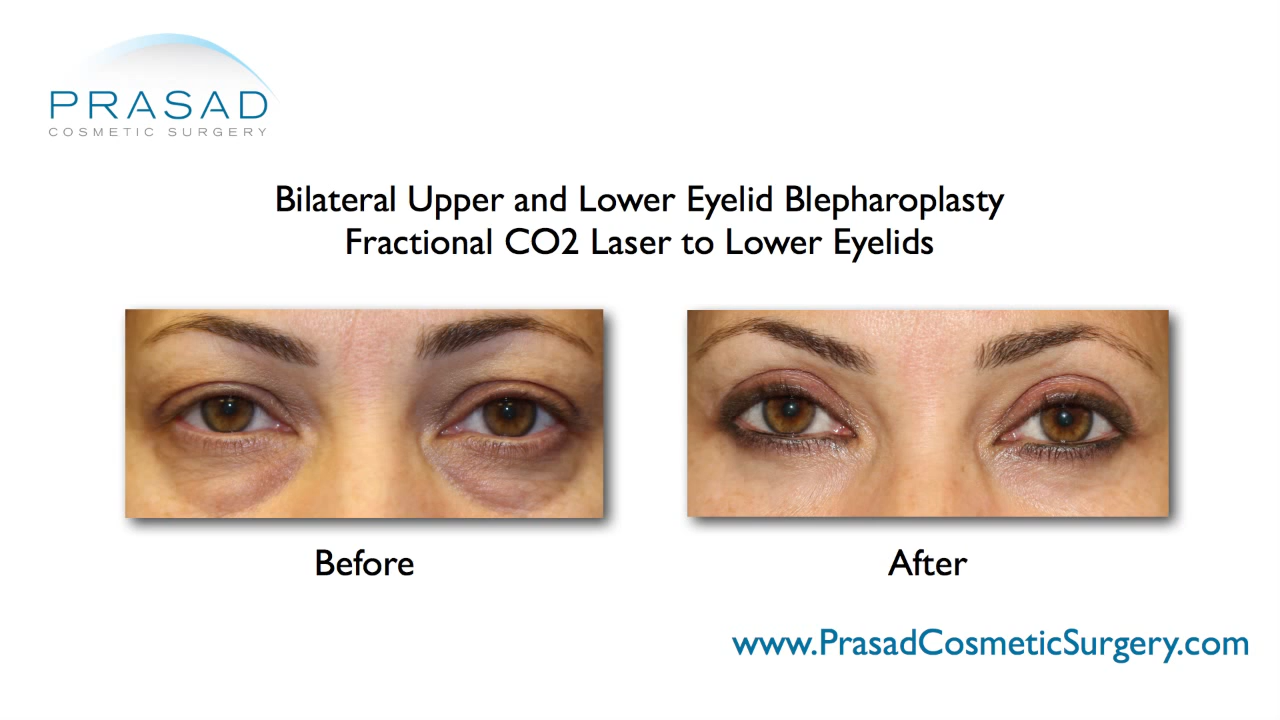 PRASAD
COSMETIC SURGERY
Bilateral Upper and Lower Eyelid Blepharoplasty
Fractional CO2 Laser to Lower Eyelids
Before
After
www.PrasadCosmeticSurgery.com